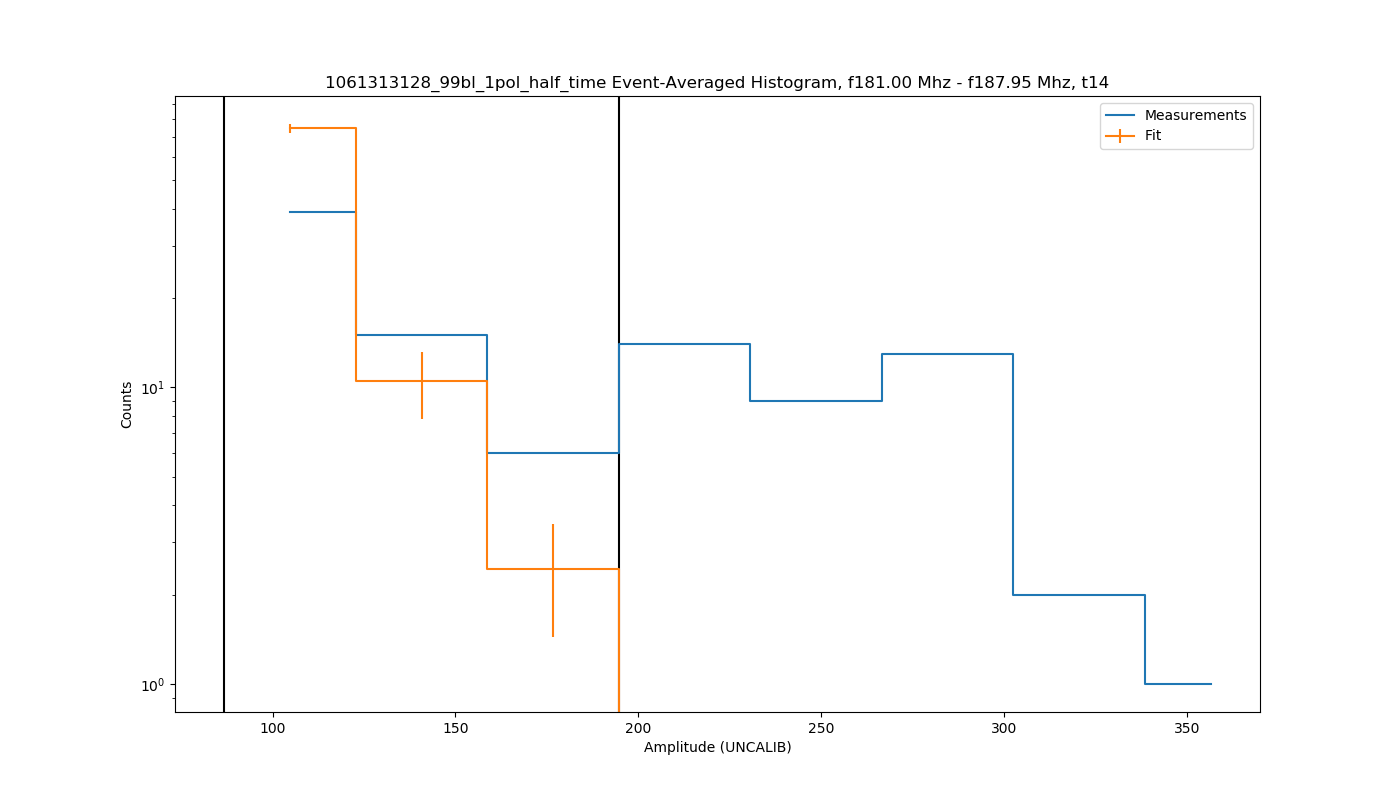 1061313128_99bl_1pol_half_time Event-Averaged Histogram, f181.00 Mhz - f187.95 Mhz, t14
Measurements
Fit
Counts
10¹
10⁰
100 150 200 250 300 350
Amplitude (UNCALIB)